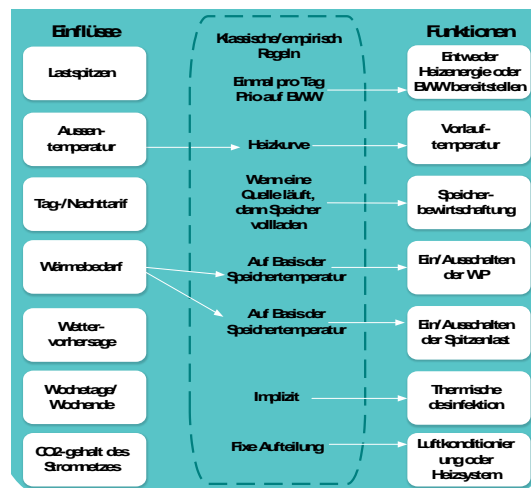 Einflüsse
Lastspitzen
Aussen-
temperatur
Tag-/Nachttarif
Wärmebedarf
Wetter-
vorhersage
Wochetage/
Wochende
CO2-gehalt des
Stromnetzes
Klassische/empirisch
Regeln
Einmal pro Tag
Prio auf BWW
Heizkurve
Wenn eine
Quelle läuft,
dann Speicher
vollladen
Auf Basis der
Speichertemperatur
Auf Basis der
Speichertemperatur
Implizit
Fixe Aufteilung
Funktionen
Entweder
Heizenergie oder
BWW bereitstellen
Vorlauf-
temperatur
Speicher-
bewirtschaftung
Ein/Ausschalten
der WP
Ein/Ausschalten
der Spitzenlast
Thermische
desinfektion
Luftkonditionier
ung oder
Heizsystem